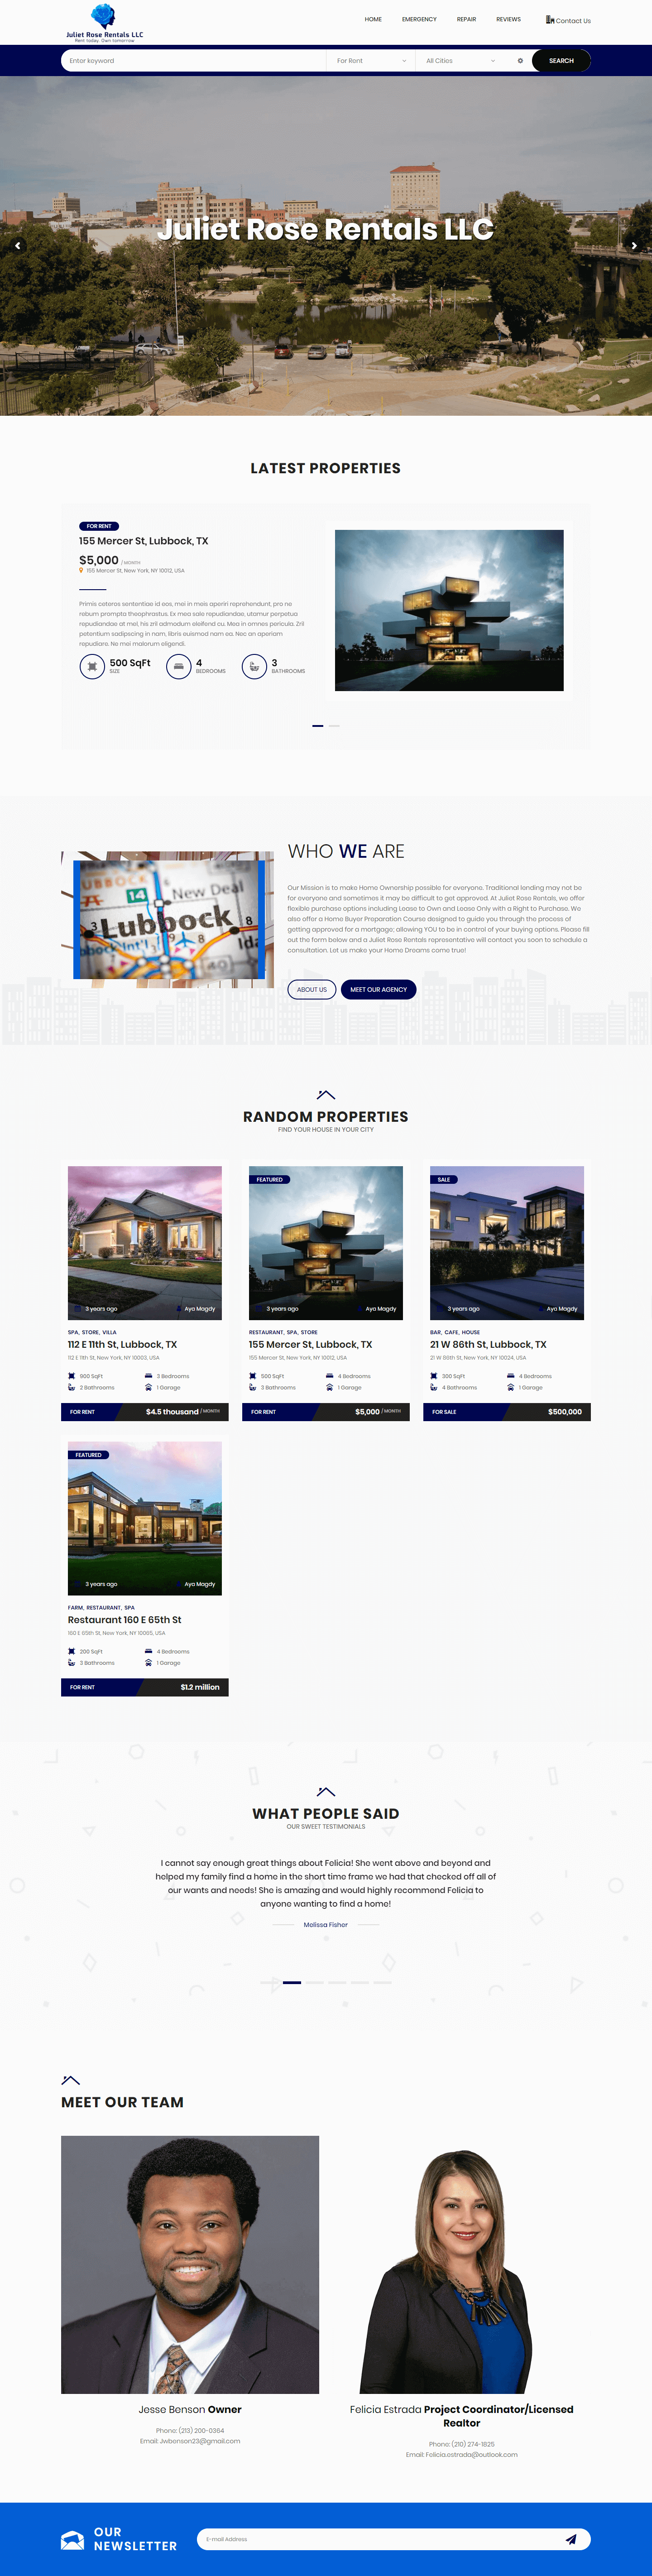 Juliet Rose Rentals LLC
Rent today, Own tomorrow
HOME EMERGENCY REPAIR REVIEWS Contact Us
Enter keyword For Rent All Cities SEARCH
Juliet Rose Rentals LLC
LATEST PROPERTIES
FOR RENT
155 Mercer St, Lubbock, TX
$5,000 / MONTH
155 Mercer St, New York, NY 10012, USA
Primis ceteros sententiae id eos, mei in meis aperiri reprehendunt, pro ne
rebum prompta theophrastus. Ex mea sale repudiandae, utamur perpetua
repudiandae at mel, his zril admodum eleifend cu. Mea in omnes pericula. Zril
petentium sadipscing in nam, libris euismod nam ea. Nec an aperiam
repudiare. Ne mei malorum eligendi.
500 SqFt
SIZE
4
BEDROOMS
3
BATHROOMS
UBBOCK
14
New Deal
Lubbock
8
8
WHO WE ARE
Our Mission is to make Home Ownership possible for everyone. Traditional lending may not be
for everyone and sometimes it may be difficult to get approved. At Juliet Rose Rentals, we offer
flexible purchase options including Lease to Own and Lease Only with a Right to Purchase. We
also offer a Home Buyer Preparation Course designed to guide you through the process of
getting approved for a mortgage; allowing YOU to be in control of your buying options. Please fill
out the form below and a Juliet Rose Rentals representative will contact you soon to schedule a
consultation. Let us make your Home Dreams come true!
ABOUT US MEET OUR AGENCY
RANDOM PROPERTIES
FIND YOUR HOUSE IN YOUR CITY
3 years ago Aya Magdy
SPA, STORE, VILLA
112 E 11th St, Lubbock, TX
112 E 11th St, New York, NY 10003, USA
900 SqFt 3 Bedrooms
2 Bathrooms 1 Garage
FOR RENT $4.5 thousand / MONTH
FEATURED
3 years ago Aya Magdy
RESTAURANT, SPA, STORE
155 Mercer St, Lubbock, TX
155 Mercer St, New York, NY 10012, USA
500 SqFt 4 Bedrooms
3 Bathrooms 1 Garage
FOR RENT $5,000 / MONTH
SALE
3 years ago Aya Magdy
BAR, CAFE, HOUSE
21 W 86th St, Lubbock, TX
21 W 86th St, New York, NY 10024, USA
300 SqFt 4 Bedrooms
4 Bathrooms 1 Garage
FOR SALE $500,000
FEATURED
3 years ago Aya Magdy
FARM, RESTAURANT, SPA
Restaurant 160 E 65th St
160 E 65th St, New York, NY 10065, USA
200 SqFt 4 Bedrooms
3 Bathrooms 1 Garage
FOR RENT $1.2 million
WHAT PEOPLE SAID
OUR SWEET TESTIMONIALS
I cannot say enough great things about Felicia! She went above and beyond and
helped my family find a home in the short time frame we had that checked off all of
our wants and needs! She is amazing and would highly recommend Felicia to
anyone wanting to find a home!
Melissa Fisher
MEET OUR TEAM
Jesse Benson Owner
Phone: (213) 200-0364
Email: Jwbenson23@gmail.com
Felicia Estrada Project Coordinator/Licensed
Realtor
Phone: (210) 274-1825
Email: Felicia.estrada@outlook.com
OUR
NEWSLETTER
E-mail Address